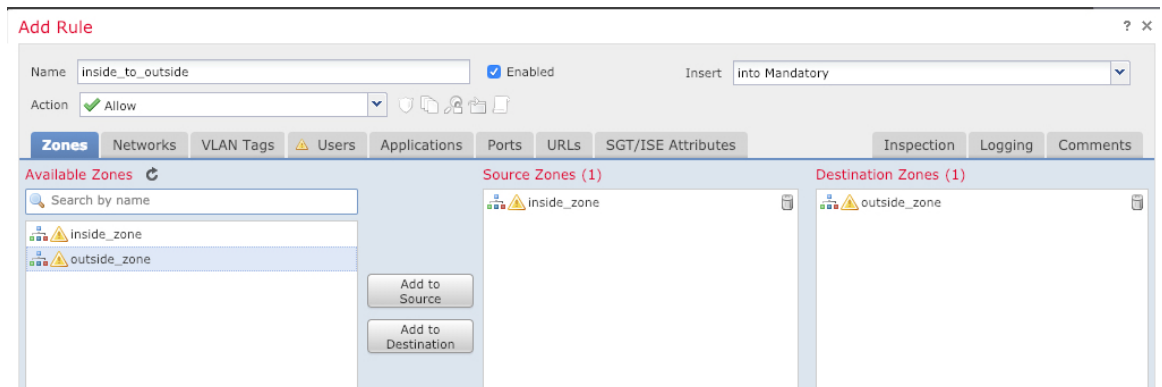 Add Rule ? ×
Name inside_to_outside Enabled Insert into Mandatory
Action Allow
Zones Networks VLAN Tags Users Applications Ports URLs SGT/ISE Attributes Inspection Logging Comments
Available Zones Source Zones (1) Destination Zones (1)
Search by name inside_zone outside_zone
inside_zone
outside_zone
Add to
Source
Add to
Destination